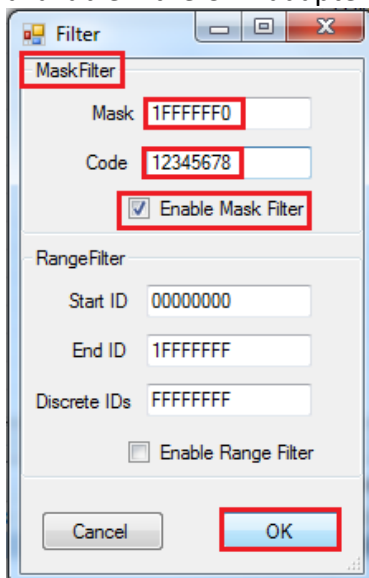 Filter
MaskFilter
Mask 1FFFFFF0
Code 12345678
Enable Mask Filter
RangeFilter
Start ID 00000000
End ID 1FFFFFFF
Discrete IDs FFFFFFFF
Enable Range Filter
Cancel OK